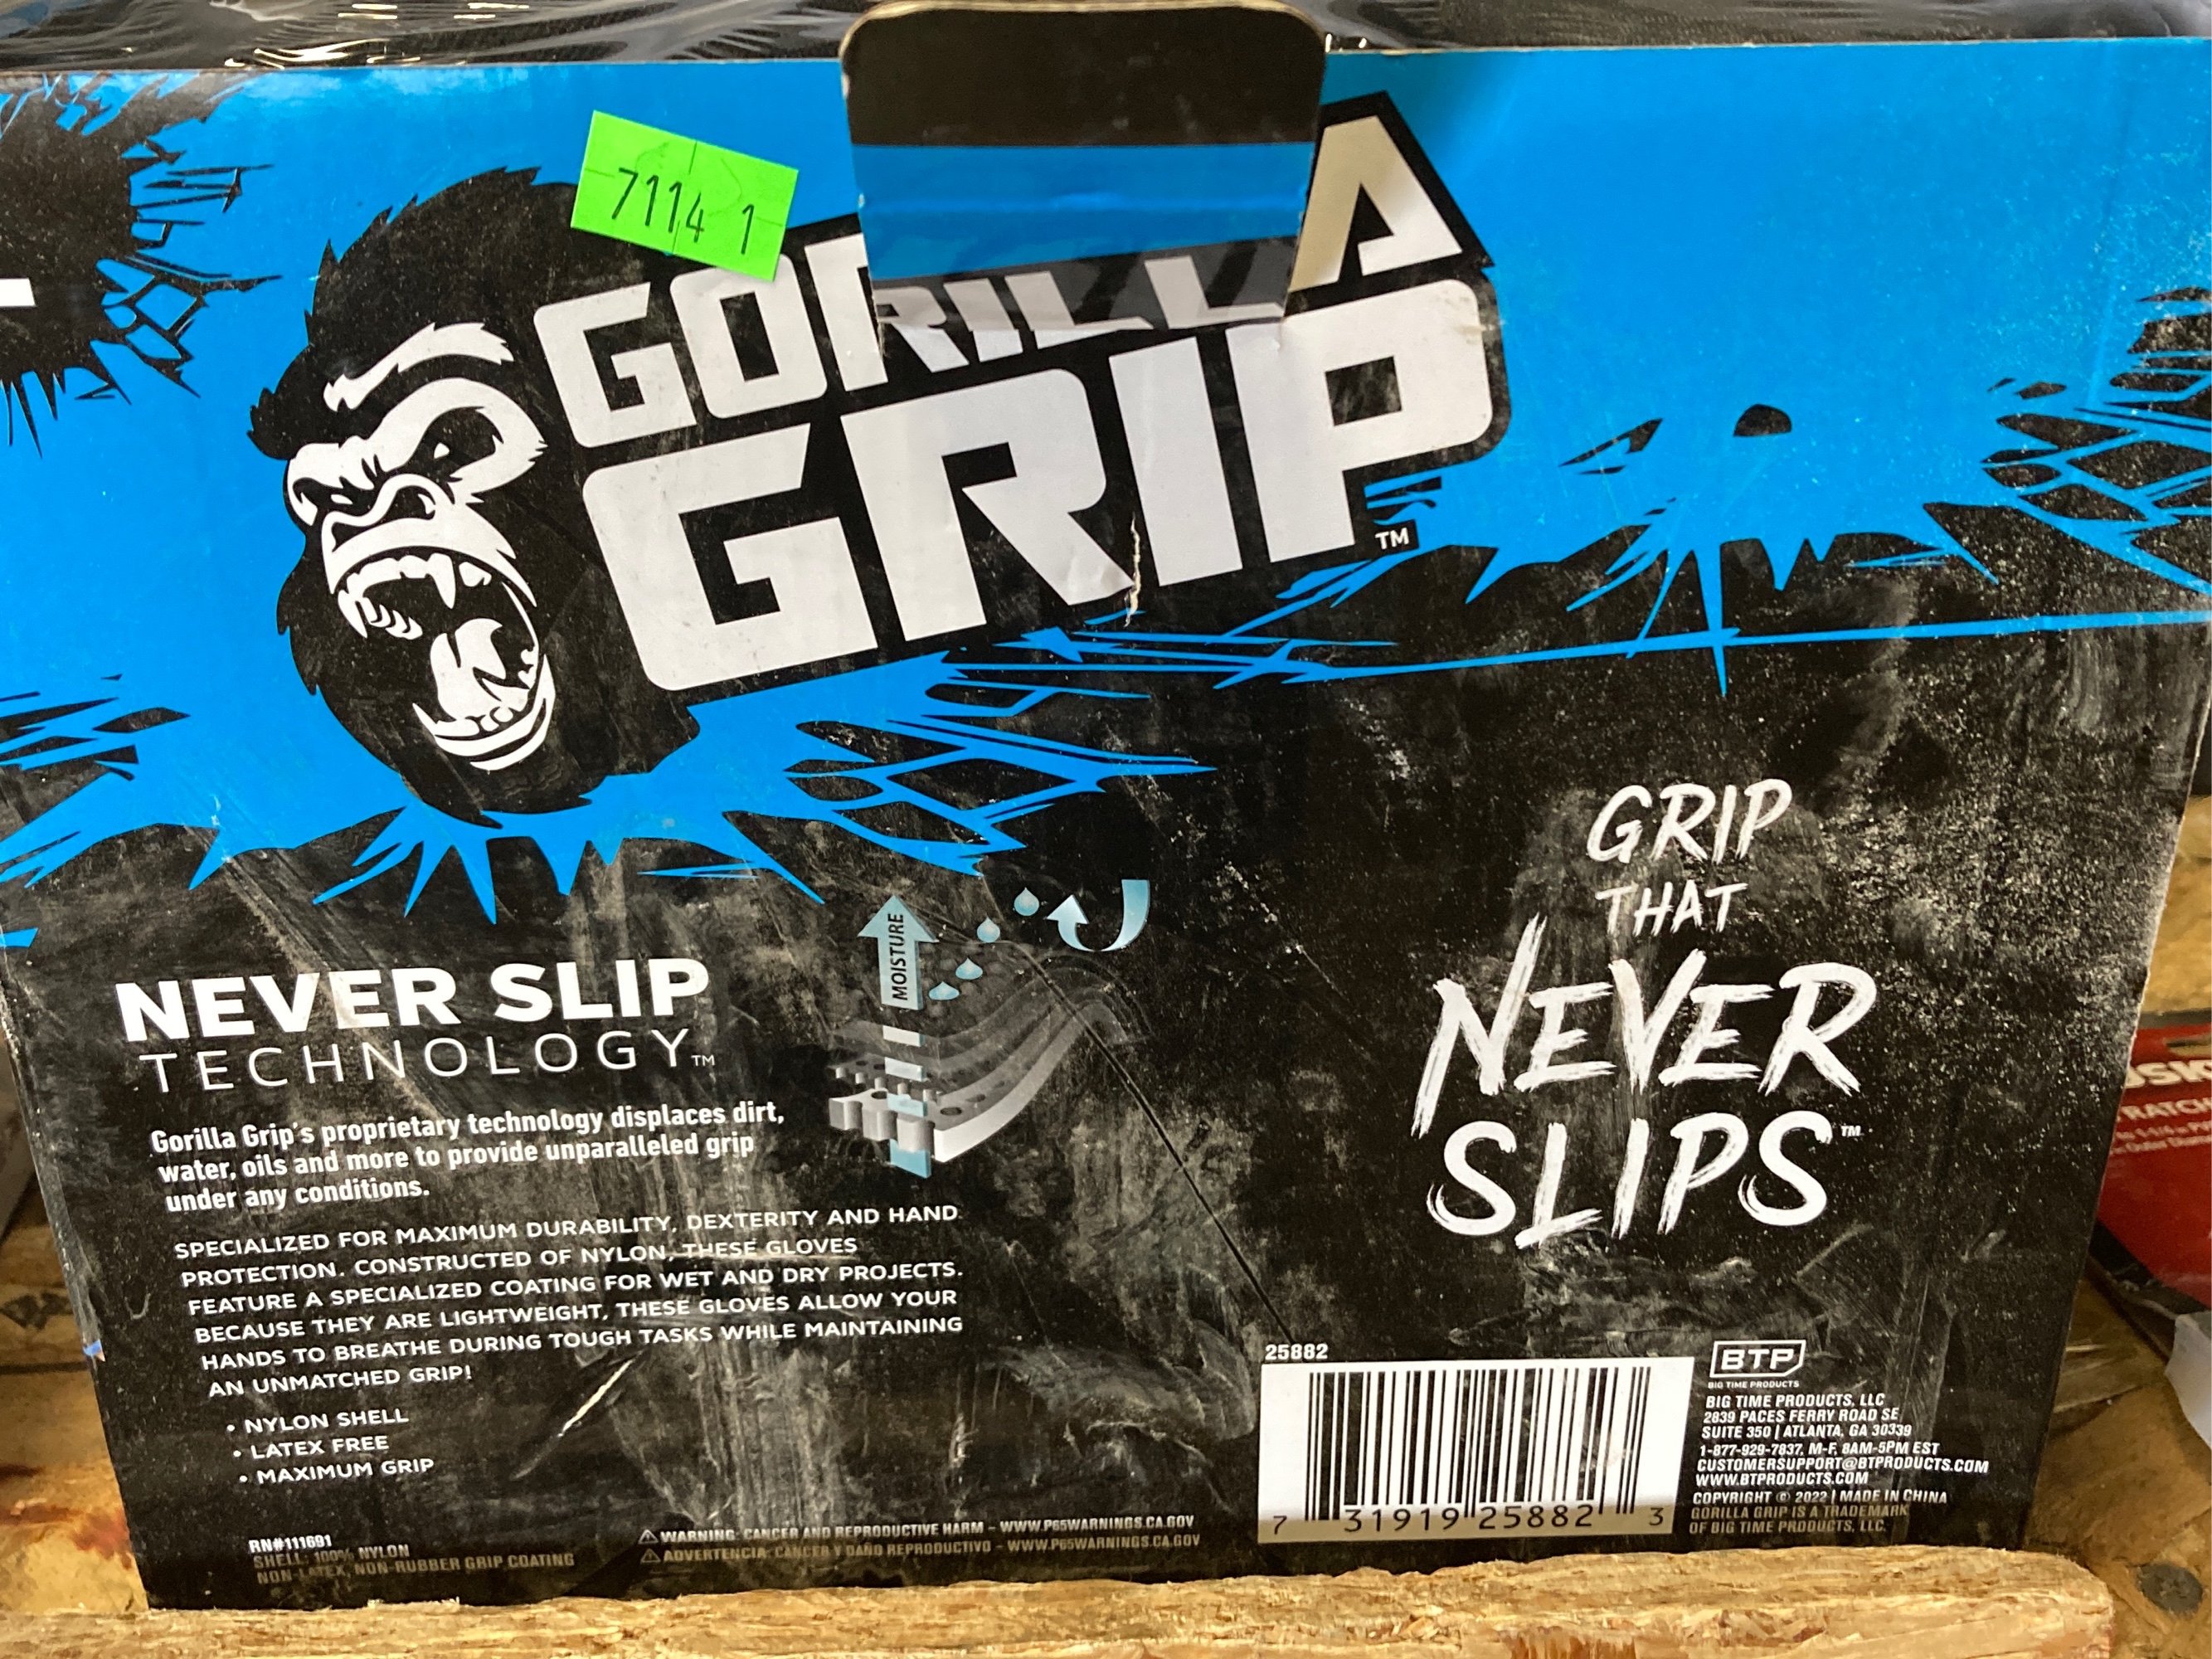 7114 1
GORILLA
GRIP™
MOISTURE
NEVER SLIP
TECHNOLOGY™
Gorilla Grip's proprietary technology displaces dirt,
water, oils and more to provide unparalleled grip
under any conditions.
SPECIALIZED FOR MAXIMUM DURABILITY, DEXTERITY AND HAND
PROTECTION. CONSTRUCTED OF NYLON, THESE GLOVES
FEATURE A SPECIALIZED COATING FOR WET AND DRY PROJECTS.
BECAUSE THEY ARE LIGHTWEIGHT, THESE GLOVES ALLOW YOUR
HANDS TO BREATHE DURING TOUGH TASKS WHILE MAINTAINING
AN UNMATCHED GRIP!
• NYLON SHELL
• LATEX FREE
• MAXIMUM GRIP
RN#111691
SHELL: 100% NYLON
NON-LATEX, NON-RUBBER GRIP COATING
⚠ WARNING: CANCER AND REPRODUCTIVE HARM - WWW.P65WARNINGS.CA.GOV
⚠ ADVERTENCIA: CANCER Y DAÑO REPRODUCTIVO - WWW.P65WARNINGS.CA.GOV
GRIP
THAT
NEVER
SLIPS™
25882
7 31919 25882 3
BTP
BIG TIME PRODUCTS
BIG TIME PRODUCTS, LLC
2839 PACES FERRY ROAD SE
SUITE 350 | ATLANTA, GA 30339
1-877-929-7837, M-F, 8AM-5PM EST
CUSTOMERSUPPORT@BTPRODUCTS.COM
WWW.BTPRODUCTS.COM
COPYRIGHT © 2022 | MADE IN CHINA
GORILLA GRIP IS A TRADEMARK
OF BIG TIME PRODUCTS, LLC.